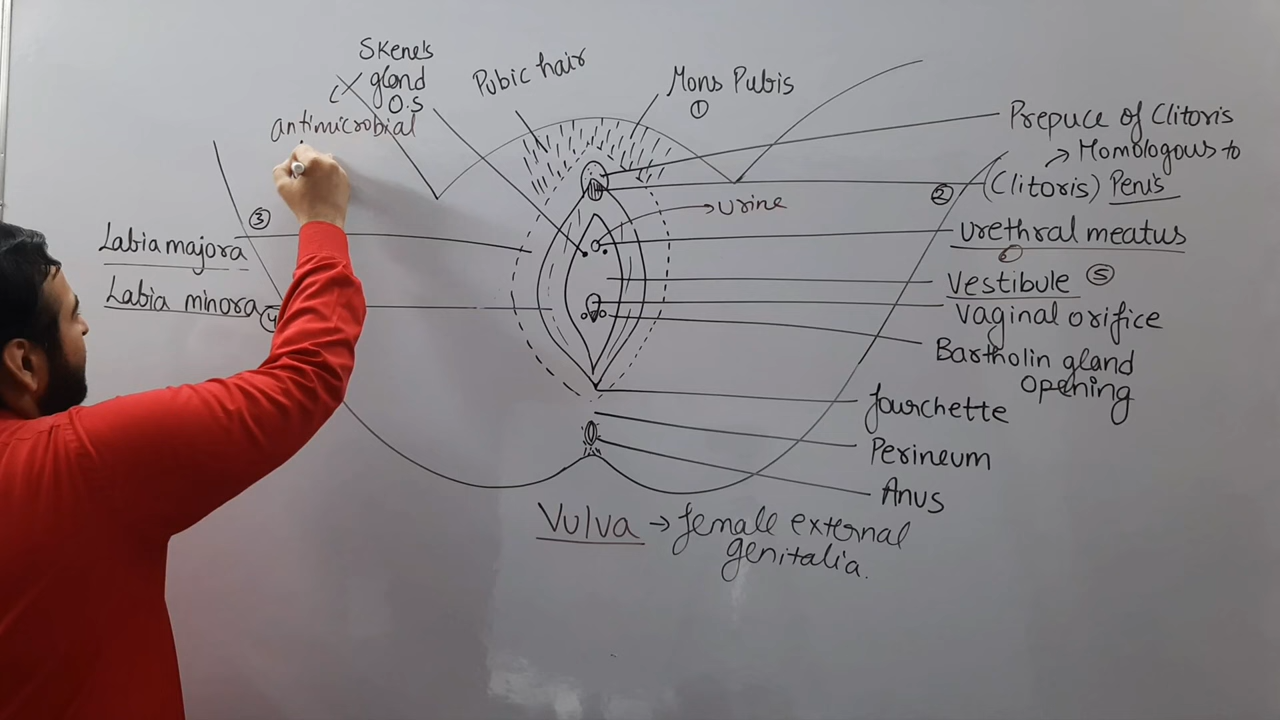 Skene's
gland
O.S
antimicrobial
Pubic hair
Mons Pubis
①
Prepuce of Clitoris
→ Homologous to
② (Clitoris) Penis
→ urine
urethral meatus
Vestibule ⑤
Vaginal orifice
Bartholin gland
opening
fourchette
Perineum
Anus
③
Labia majora
Labia minora
④
Vulva → female external
genitalia.